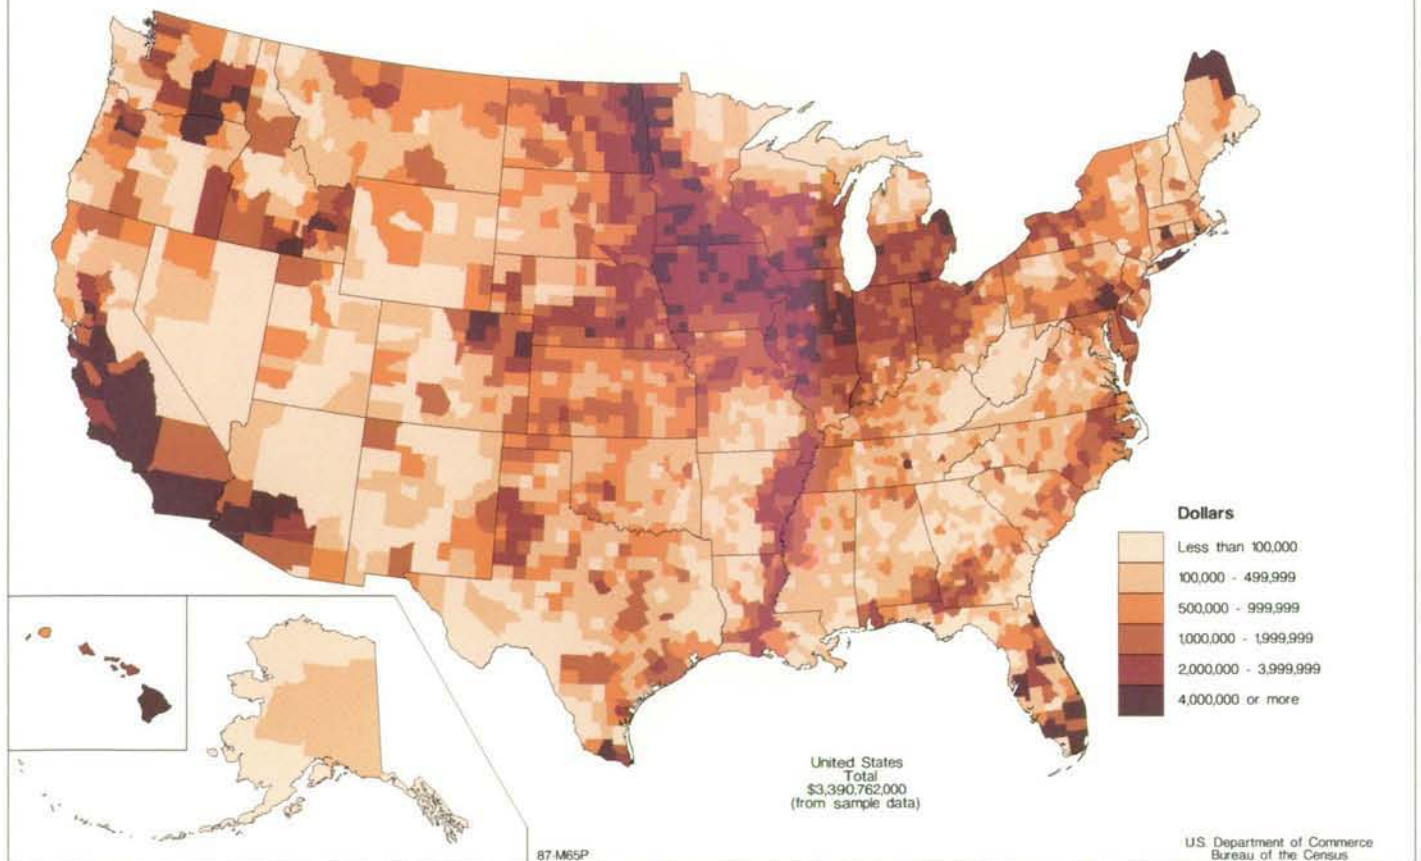 Dollars
Less than 100,000
100,000 - 499,999
500,000 - 999,999
1,000,000 - 1,999,999
2,000,000 - 3,999,999
4,000,000 or more
United States
Total
$3,390,762,000
(from sample data)
87-M65P
U.S. Department of Commerce
Bureau of the Census